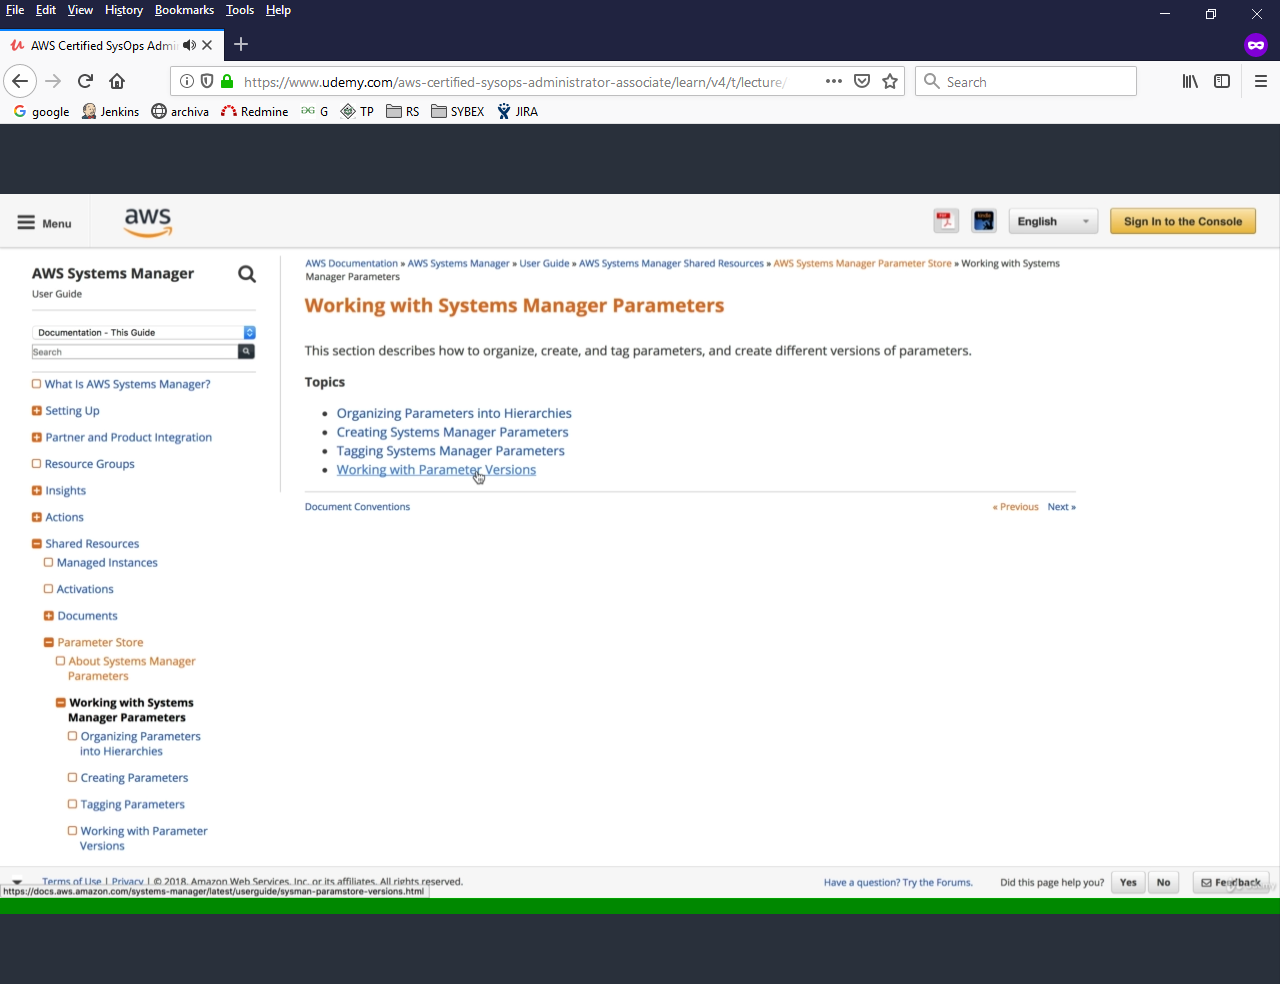 File Edit View History Bookmarks Tools Help
AWS Certified SysOps Admi
https://www.udemy.com/aws-certified-sysops-administrator-associate/learn/v4/t/lecture/
Search
google Jenkins archiva Redmine G TP RS SYBEX JIRA
Menu
aws
English
Sign In to the Console
AWS Systems Manager
User Guide
Documentation - This Guide
Search
What Is AWS Systems Manager?
Setting Up
Partner and Product Integration
Resource Groups
Insights
Actions
Shared Resources
Managed Instances
Activations
Documents
Parameter Store
About Systems Manager
Parameters
Working with Systems
Manager Parameters
Organizing Parameters
into Hierarchies
Creating Parameters
Tagging Parameters
Working with Parameter
Versions
AWS Documentation » AWS Systems Manager » User Guide » AWS Systems Manager Shared Resources » AWS Systems Manager Parameter Store » Working with Systems
Manager Parameters
Working with Systems Manager Parameters
This section describes how to organize, create, and tag parameters, and create different versions of parameters.
Topics
• Organizing Parameters into Hierarchies
• Creating Systems Manager Parameters
• Tagging Systems Manager Parameters
• Working with Parameter Versions
Document Conventions
« Previous Next »
Terms of Use | Privacy | © 2018, Amazon Web Services, Inc. or its affiliates. All rights reserved.
Have a question? Try the Forums.
Did this page help you?
Yes
No
Feedback
https://docs.aws.amazon.com/systems-manager/latest/userguide/sysman-paramstore-versions.html